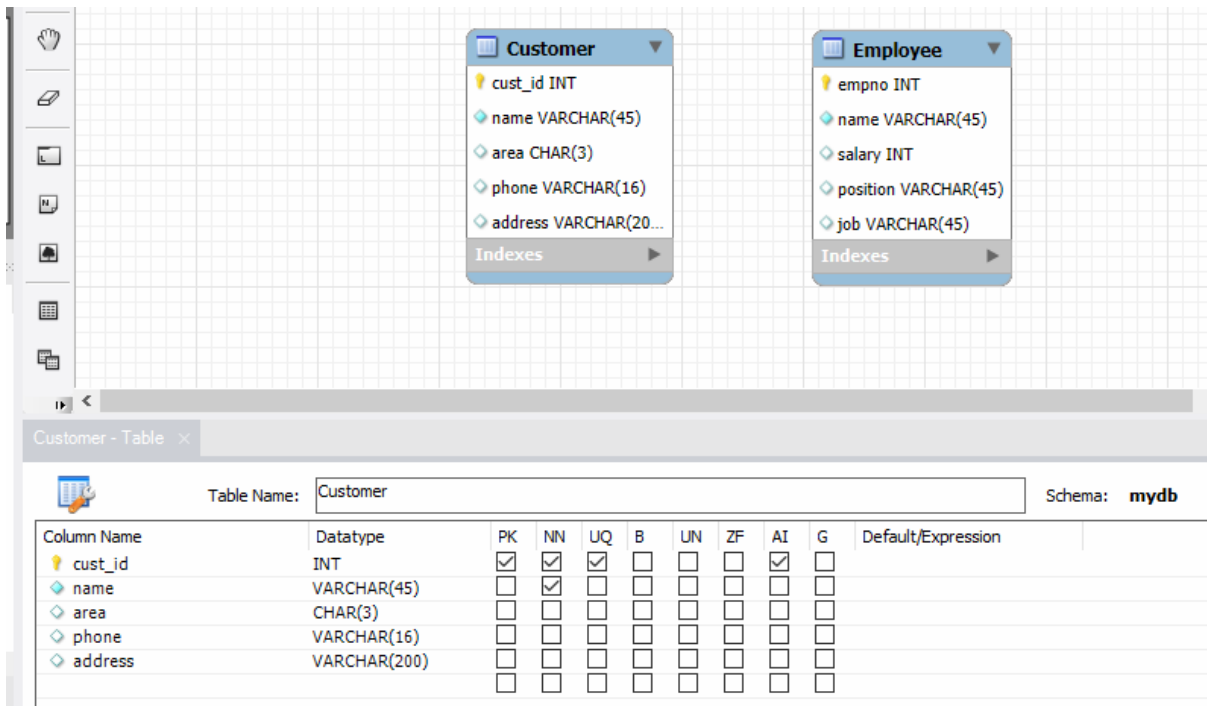 Customer
cust_id INT
name VARCHAR(45)
area CHAR(3)
phone VARCHAR(16)
address VARCHAR(20...
Indexes
Employee
empno INT
name VARCHAR(45)
salary INT
position VARCHAR(45)
job VARCHAR(45)
Indexes
Customer - Table
Table Name: Customer Schema: mydb
Column Name Datatype PK NN UQ B UN ZF AI G Default/Expression
cust_id INT
name VARCHAR(45)
area CHAR(3)
phone VARCHAR(16)
address VARCHAR(200)